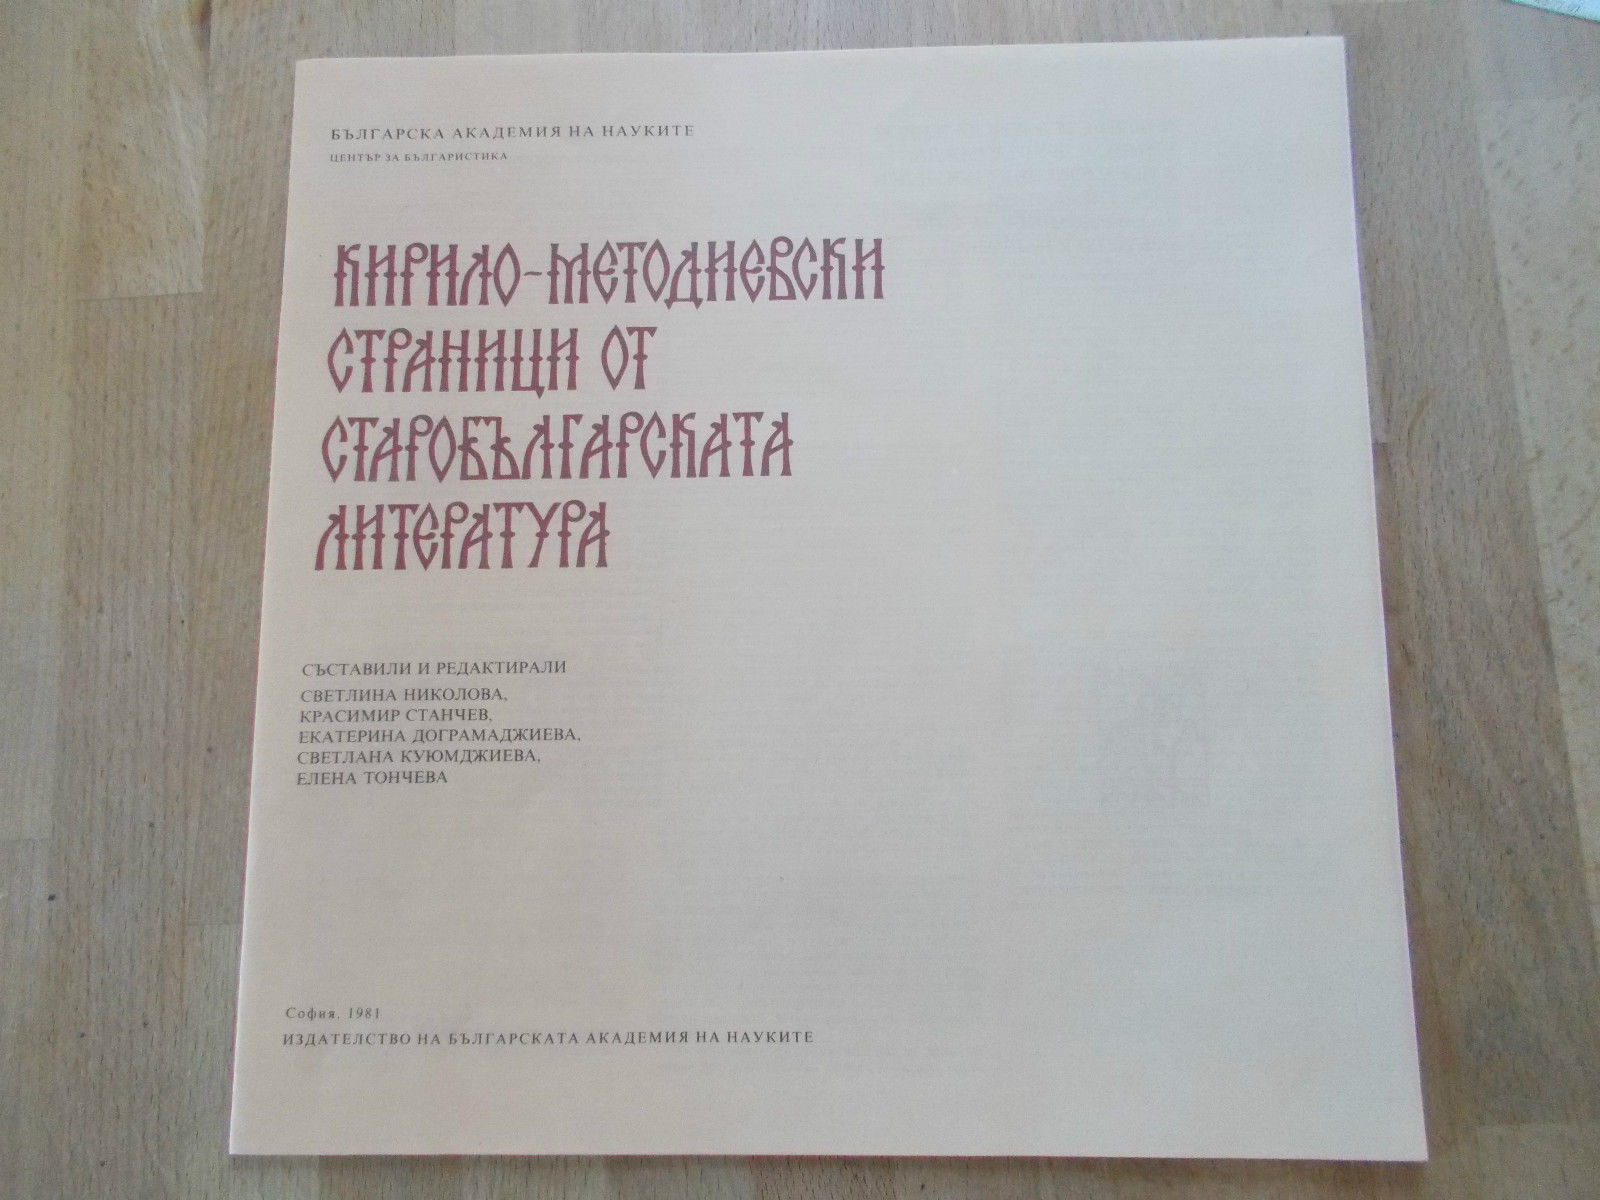 БЪЛГАРСКА АКАДЕМИЯ НА НАУКИТЕ
ЦЕНТЪР ЗА БЪЛГАРИСТИКА
КИРИЛО-МЕТОДИЕВСКИ
СТРАНИЦИ ОТ
СТАРОБЪЛГАРСКАТА
ЛИТЕРАТУРА
СЪСТАВИЛИ И РЕДАКТИРАЛИ
СВЕТЛИНА НИКОЛОВА,
КРАСИМИР СТАНЧЕВ,
ЕКАТЕРИНА ДОГРАМАДЖИЕВА,
СВЕТЛАНА КУЮМДЖИЕВА,
ЕЛЕНА ТОНЧЕВА
София, 1981
ИЗДАТЕЛСТВО НА БЪЛГАРСКАТА АКАДЕМИЯ НА НАУКИТЕ